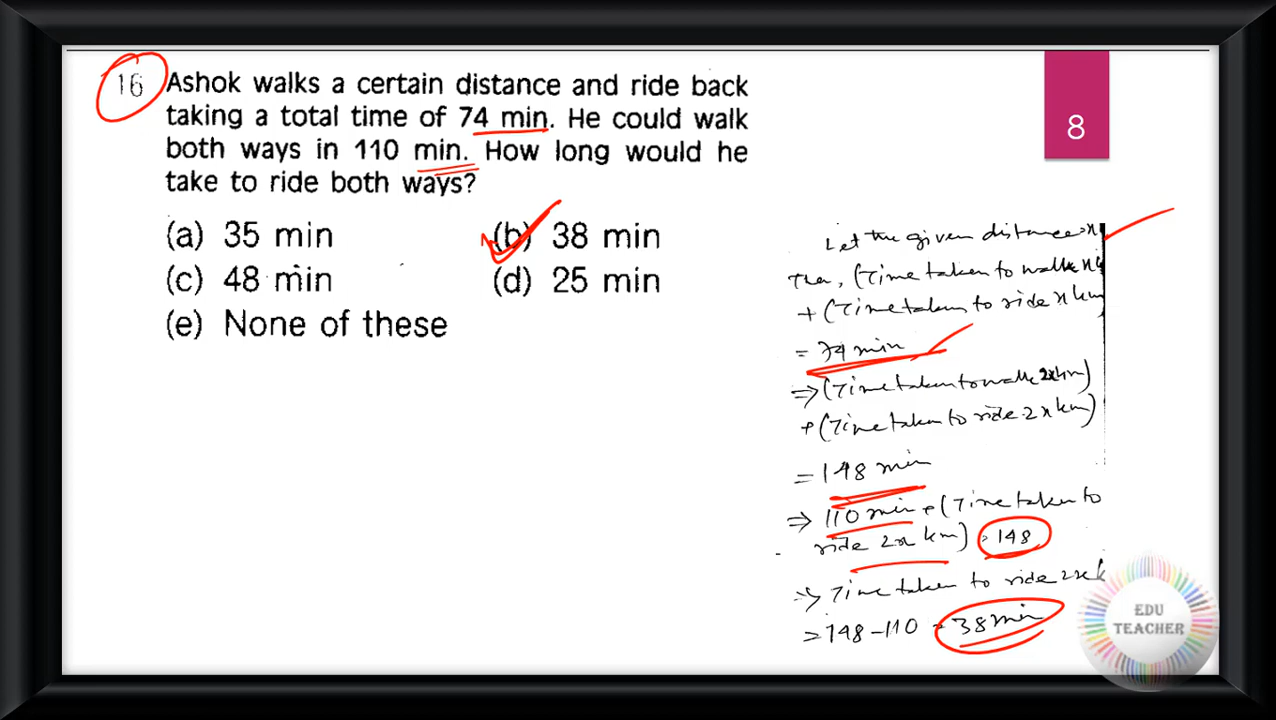 16 Ashok walks a certain distance and ride back
taking a total time of 74 min. He could walk
both ways in 110 min. How long would he
take to ride both ways?
(a) 35 min (b) 38 min
(c) 48 min (d) 25 min
(e) None of these
8
Let the given distance = x
Then, (Time taken to walk x
+ (Time taken to ride x km
= 74 min
⇒ (Time taken to walk 2x km)
+ (Time taken to ride 2x km)
= 148 min
⇒ 110 min + (Time taken to
ride 2x km) = 148
⇒ Time taken to ride 2x k
⇒ 148 - 110 = 38 min
EDU
TEACHER